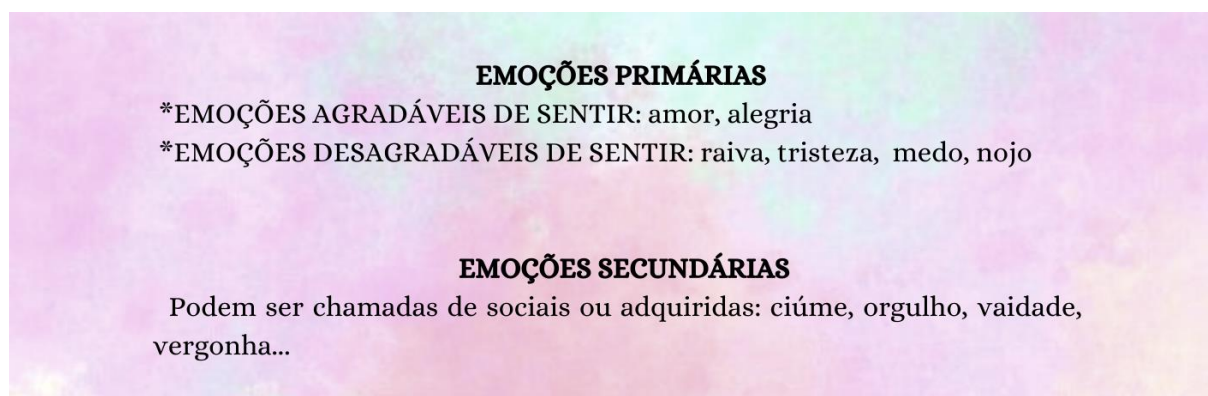 EMOÇÕES PRIMÁRIAS
*EMOÇÕES AGRADÁVEIS DE SENTIR: amor, alegria
*EMOÇÕES DESAGRADÁVEIS DE SENTIR: raiva, tristeza, medo, nojo
EMOÇÕES SECUNDÁRIAS
Podem ser chamadas de sociais ou adquiridas: ciúme, orgulho, vaidade,
vergonha...